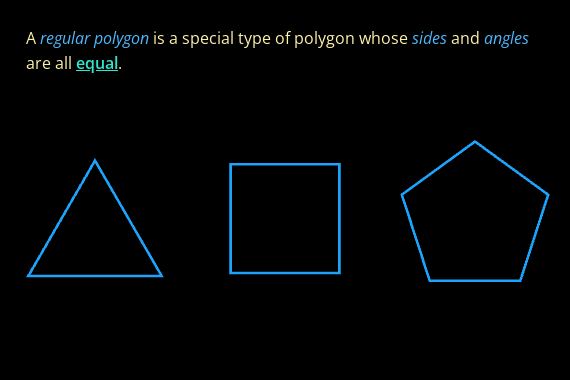 A regular polygon is a special type of polygon whose sides and angles
are all equal.